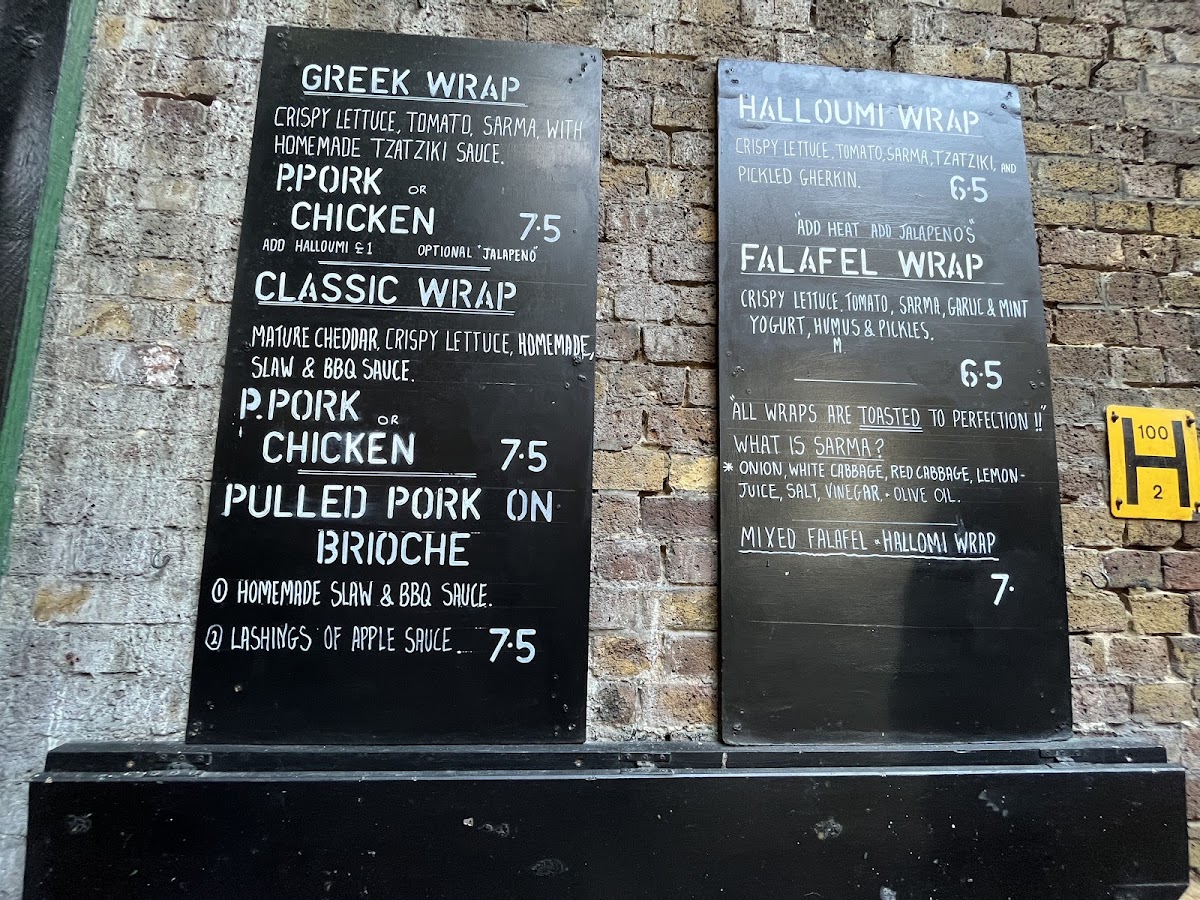 GREEK WRAP
CRISPY LETTUCE, TOMATO, SARMA, WITH
HOMEMADE TZATZIKI SAUCE.
P.PORK OR
CHICKEN 7.5
ADD HALLOUMI £1 OPTIONAL "JALAPENO"
CLASSIC WRAP
MATURE CHEDDAR, CRISPY LETTUCE, HOMEMADE,
SLAW & BBQ SAUCE.
P.PORK OR
CHICKEN 7.5
PULLED PORK ON
BRIOCHE
① HOMEMADE SLAW & BBQ SAUCE.
② LASHINGS OF APPLE SAUCE. 7.5
HALLOUMI WRAP
CRISPY LETTUCE, TOMATO, SARMA, TZATZIKI, AND
PICKLED GHERKIN. 6.5
"ADD HEAT ADD JALAPENO'S"
FALAFEL WRAP
CRISPY LETTUCE, TOMATO, SARMA, GARLIC & MINT
YOGURT, HUMUS & PICKLES.
M
6.5
"ALL WRAPS ARE TOASTED TO PERFECTION!!"
WHAT IS SARMA?
* ONION, WHITE CABBAGE, RED CABBAGE, LEMON-
JUICE, SALT, VINEGAR + OLIVE OIL.
MIXED FALAFEL + HALLOMI WRAP
7.
H
100
2